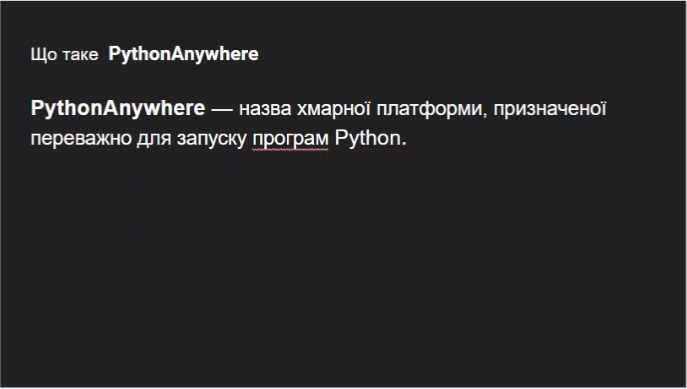 Що таке PythonAnywhere
PythonAnywhere — назва хмарної платформи, призначеної
переважно для запуску програм Python.